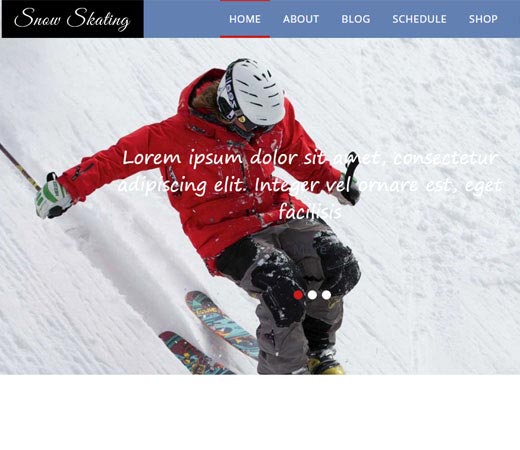 Snow Skating
HOME ABOUT BLOG SCHEDULE SHOP
Lorem ipsum dolor sit amet, consectetur
adipiscing elit. Integer vel ornare est, eget
facilisis